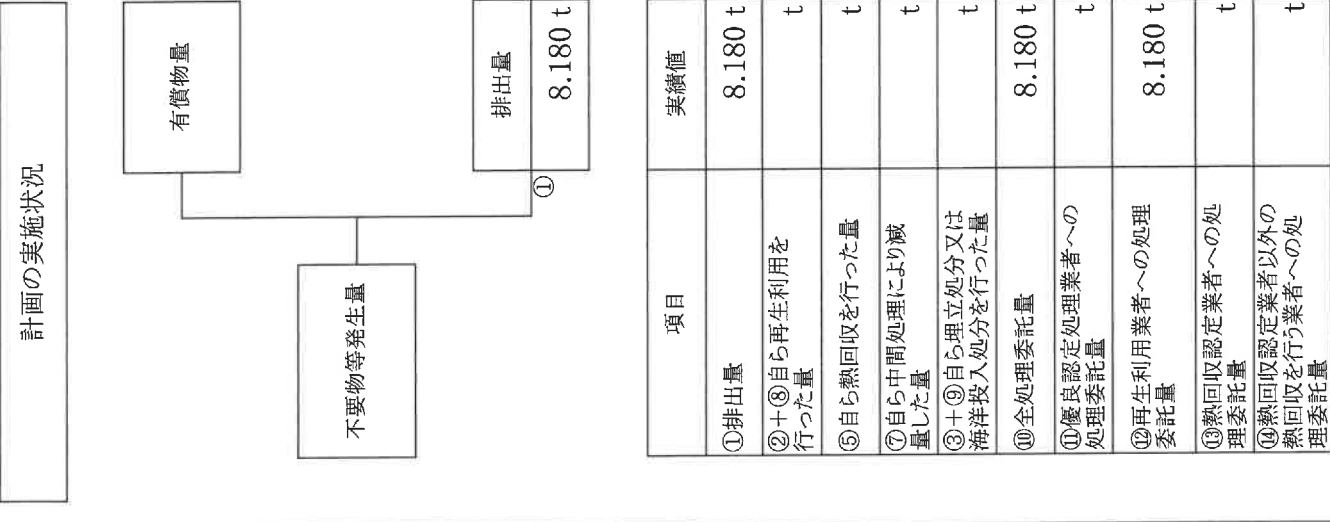 計画の実施状況
有償物量
不要物等発生量
排出量
①
8.180 t
項目
実績値
①排出量
8.180 t
②+⑧自ら再生利用を
行った量
t
⑤自ら熱回収を行った量
t
⑦自ら中間処理により減
量した量
t
③+⑨自ら埋立処分又は
海洋投入処分を行った量
t
⑩全処理委託量
8.180 t
⑪優良認定処理業者への
処理委託量
t
⑫再生利用業者への処理
委託量
8.180 t
⑬熱回収認定業者への処
理委託量
t
⑭熱回収認定業者以外の
熱回収を行う業者への処
理委託量
t